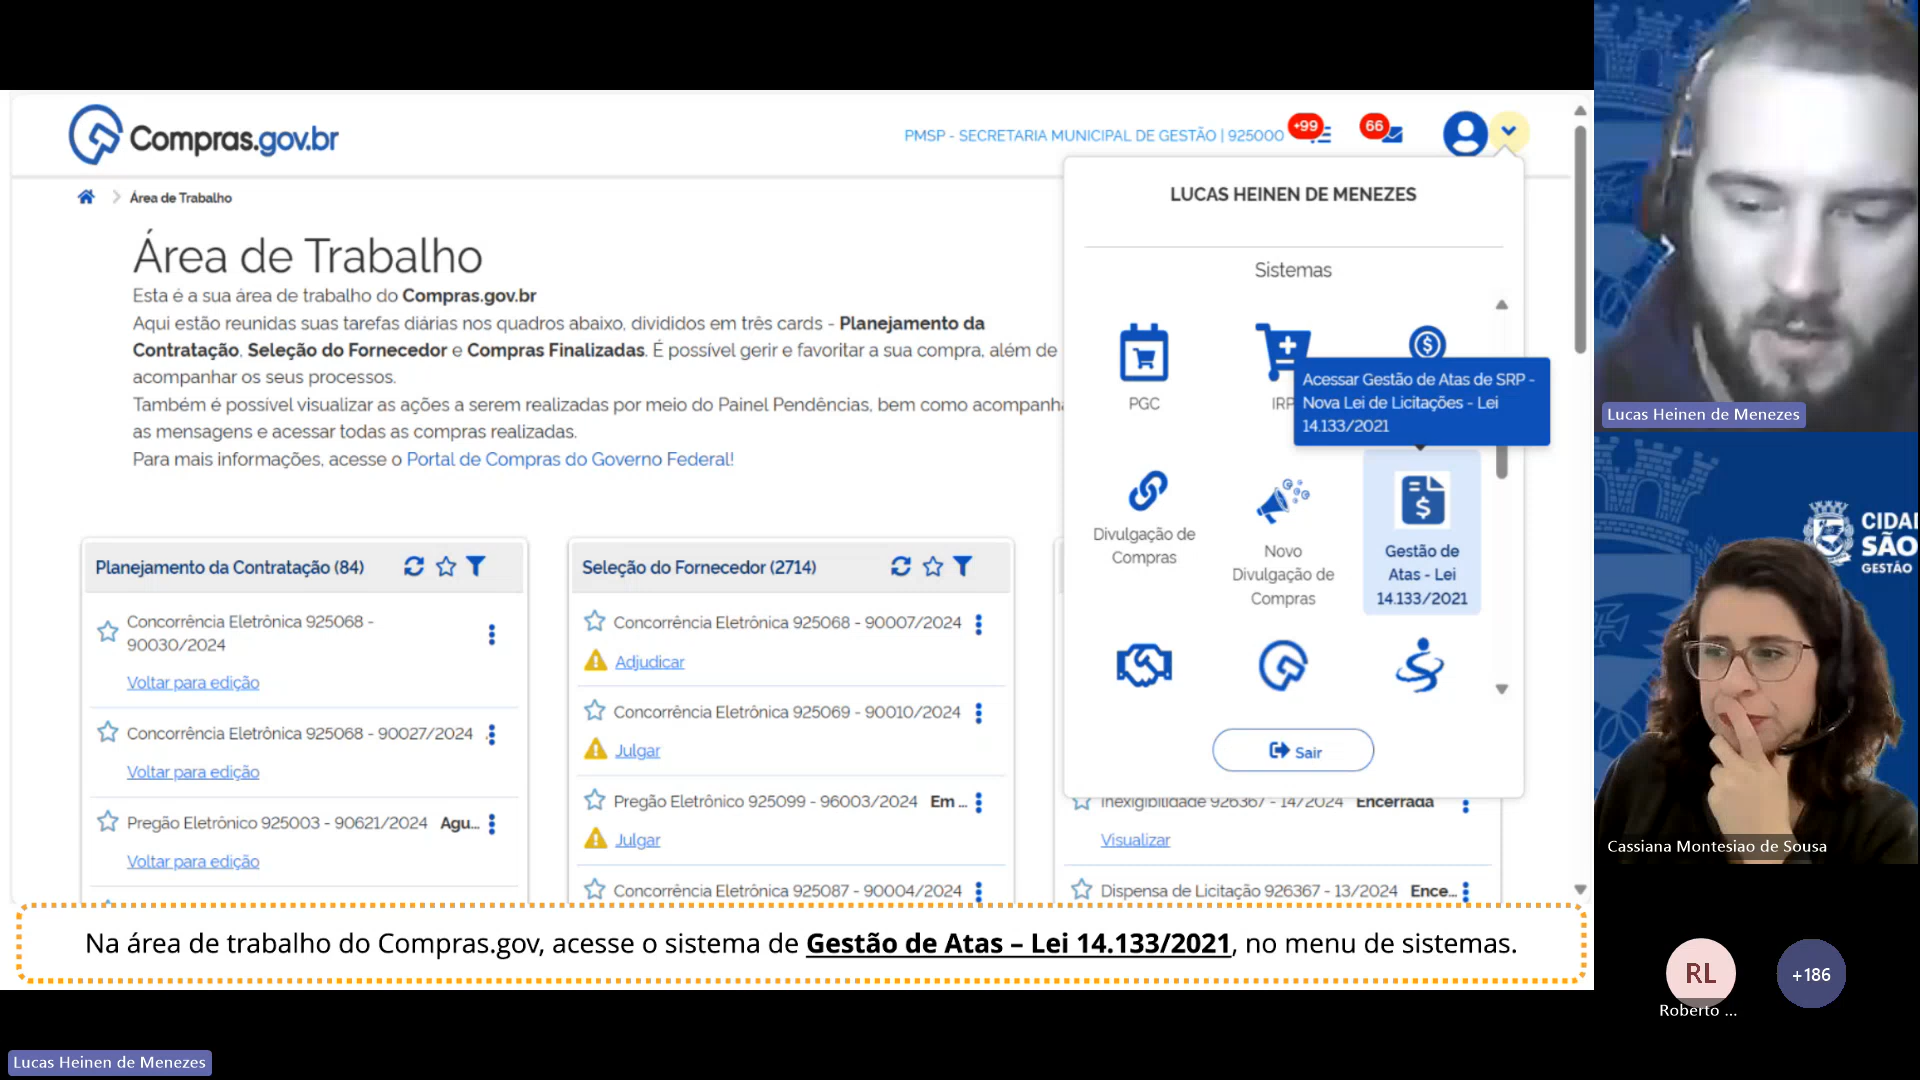 Compras.gov.br
PMSP - SECRETARIA MUNICIPAL DE GESTÃO | 925000
+99
66
Área de Trabalho
Área de Trabalho
Esta é a sua área de trabalho do Compras.gov.br
Aqui estão reunidas suas tarefas diárias nos quadros abaixo, divididos em três cards - Planejamento da
Contratação, Seleção do Fornecedor e Compras Finalizadas. É possível gerir e favoritar a sua compra, além de
acompanhar os seus processos.
Também é possível visualizar as ações a serem realizadas por meio do Painel Pendências, bem como acompanha
as mensagens e acessar todas as compras realizadas.
Para mais informações, acesse o Portal de Compras do Governo Federal!
LUCAS HEINEN DE MENEZES
Sistemas
PGC
IRP
Acessar Gestão de Atas de SRP -
Nova Lei de Licitações - Lei
14.133/2021
Divulgação de
Compras
Novo
Divulgação de
Compras
Gestão de
Atas - Lei
14.133/2021
Sair
Planejamento da Contratação (84)
Concorrência Eletrônica 925068 -
90030/2024
Voltar para edição
Concorrência Eletrônica 925068 - 90027/2024
Voltar para edição
Pregão Eletrônico 925003 - 90621/2024 Agu...
Voltar para edição
Seleção do Fornecedor (2714)
Concorrência Eletrônica 925068 - 90007/2024
Adjudicar
Concorrência Eletrônica 925069 - 90010/2024
Julgar
Pregão Eletrônico 925099 - 96003/2024 Em ...
Julgar
Concorrência Eletrônica 925087 - 90004/2024
Inexigibilidade 926367 - 14/2024 Encerrada
Visualizar
Dispensa de Licitação 926367 - 13/2024 Ence...
Na área de trabalho do Compras.gov, acesse o sistema de Gestão de Atas – Lei 14.133/2021, no menu de sistemas.
Lucas Heinen de Menezes
Lucas Heinen de Menezes
CIDA
SÃO
GESTÃO
Cassiana Montesiao de Sousa
RL
Roberto ...
+186